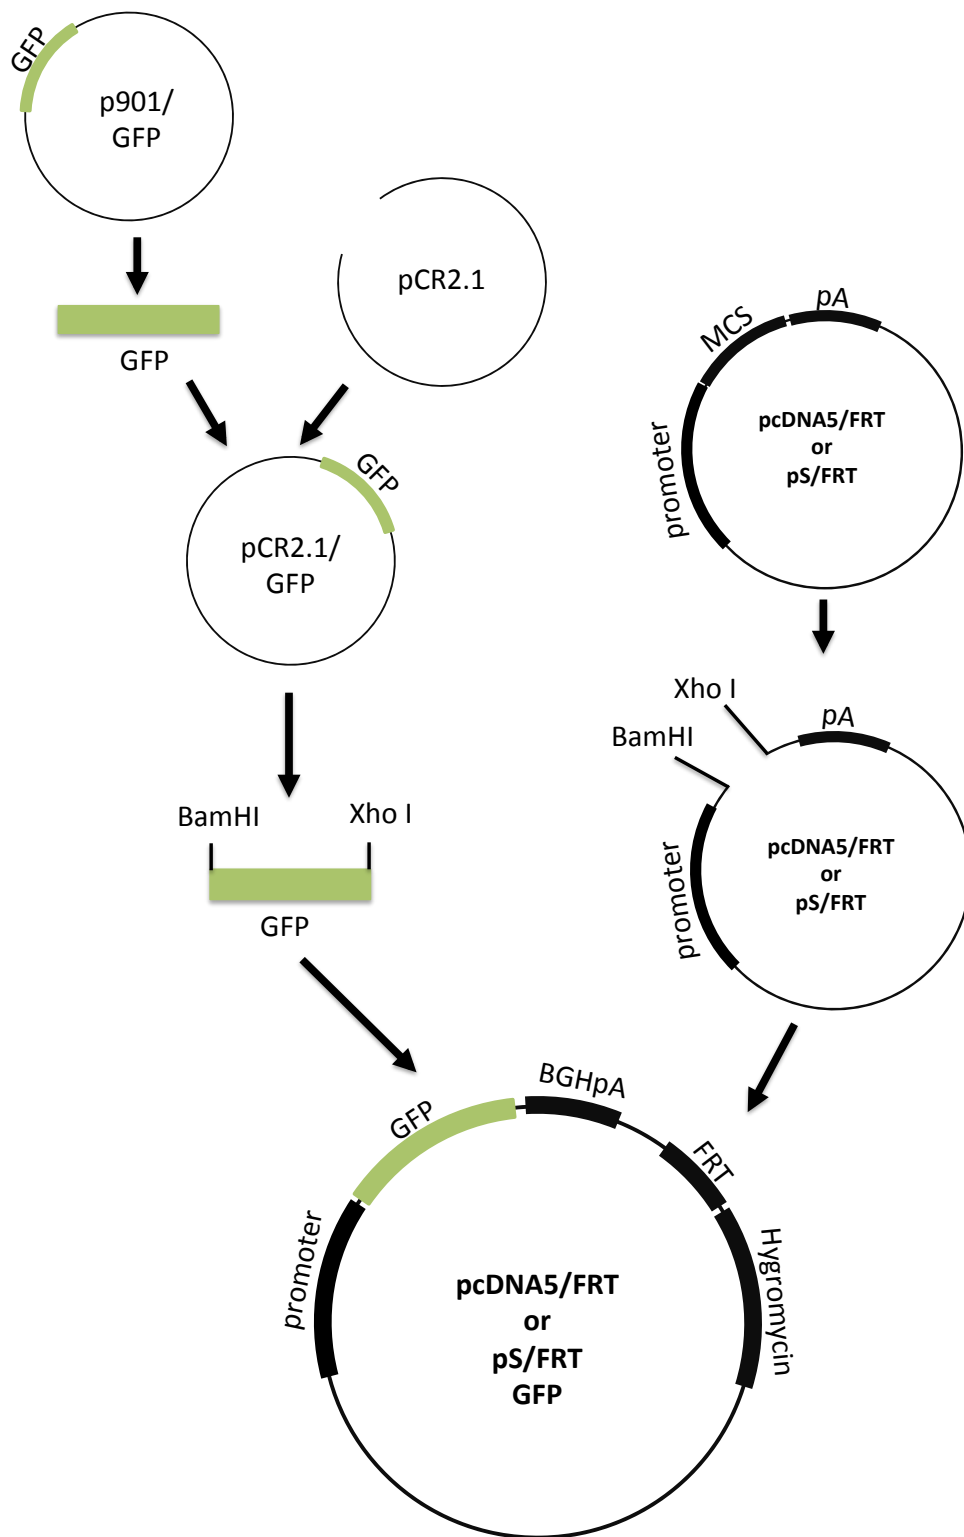 GFP
p901/
GFP
GFP
pCR2.1
GFP
pCR2.1/
GFP
BamHI
Xho I
GFP
MCS
pA
promoter
pcDNA5/FRT
or
pS/FRT
Xho I
BamHI
pA
promoter
pcDNA5/FRT
or
pS/FRT
GFP
BGHpA
FRT
Hygromycin
promoter
pcDNA5/FRT
or
pS/FRT
GFP